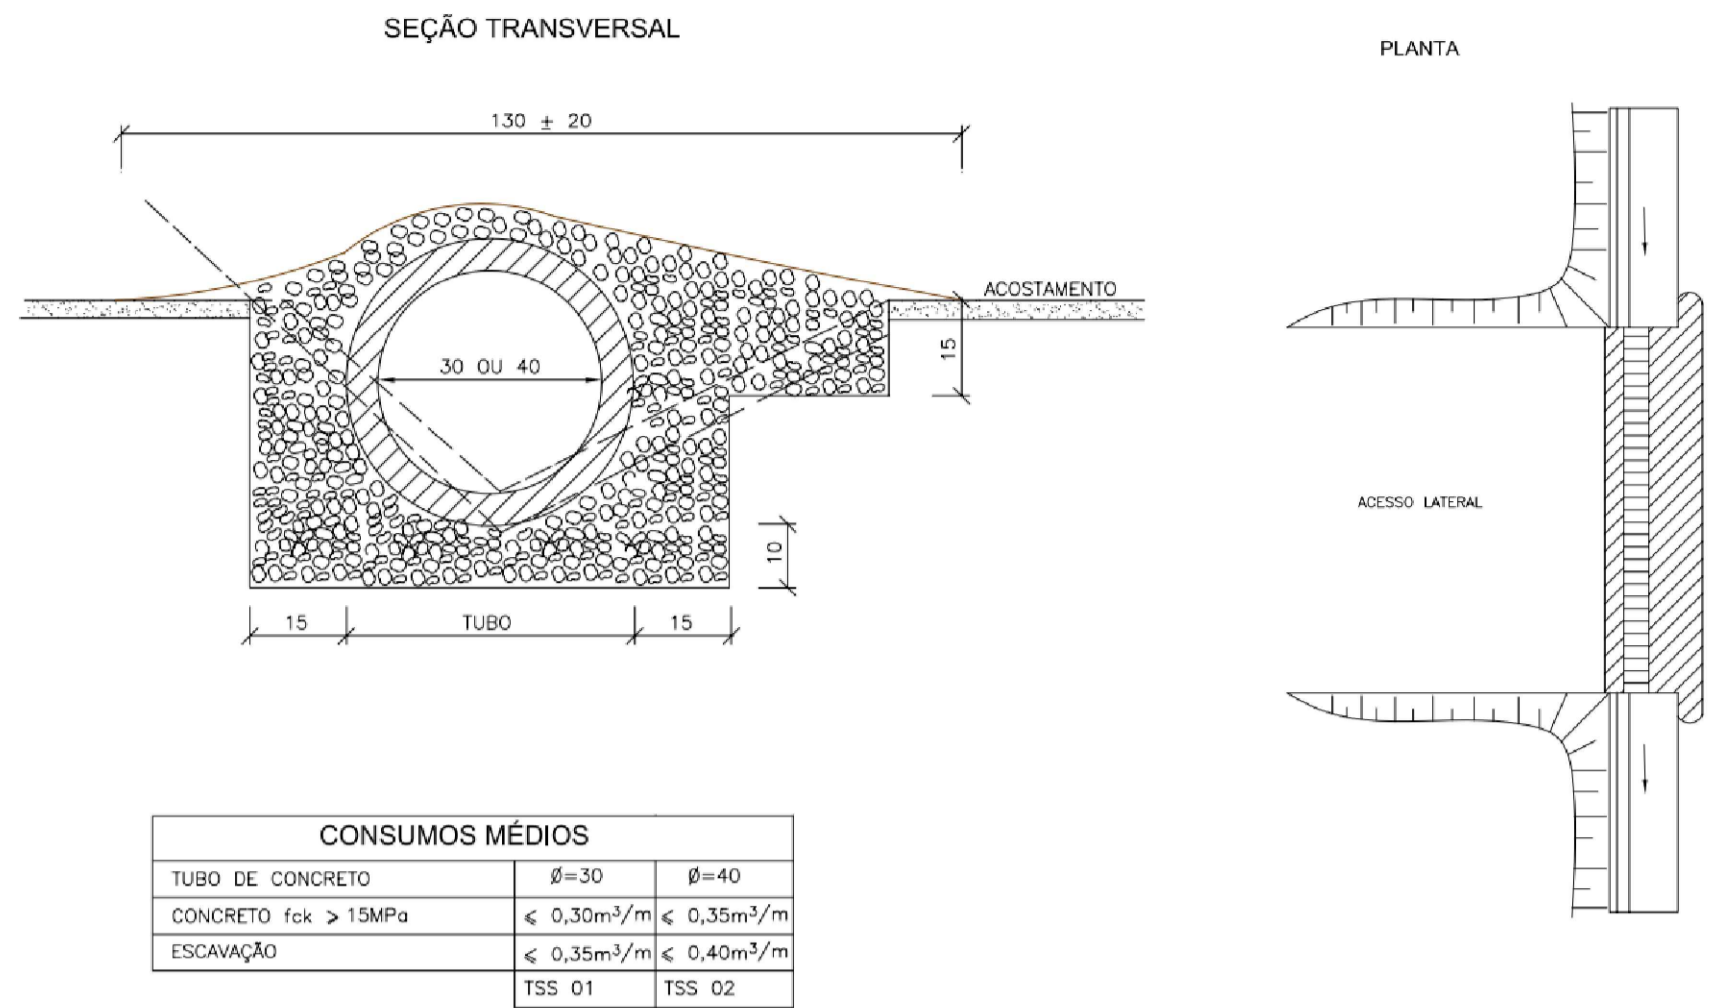 SEÇÃO TRANSVERSAL
PLANTA
130 ± 20
ACOSTAMENTO
30 OU 40
15
10
15
TUBO
15
ACESSO LATERAL
CONSUMOS MÉDIOS
TUBO DE CONCRETO Ø=30 Ø=40
CONCRETO fck > 15MPa ⩽ 0,30m³/m ⩽ 0,35m³/m
ESCAVAÇÃO ⩽ 0,35m³/m ⩽ 0,40m³/m
TSS 01 TSS 02